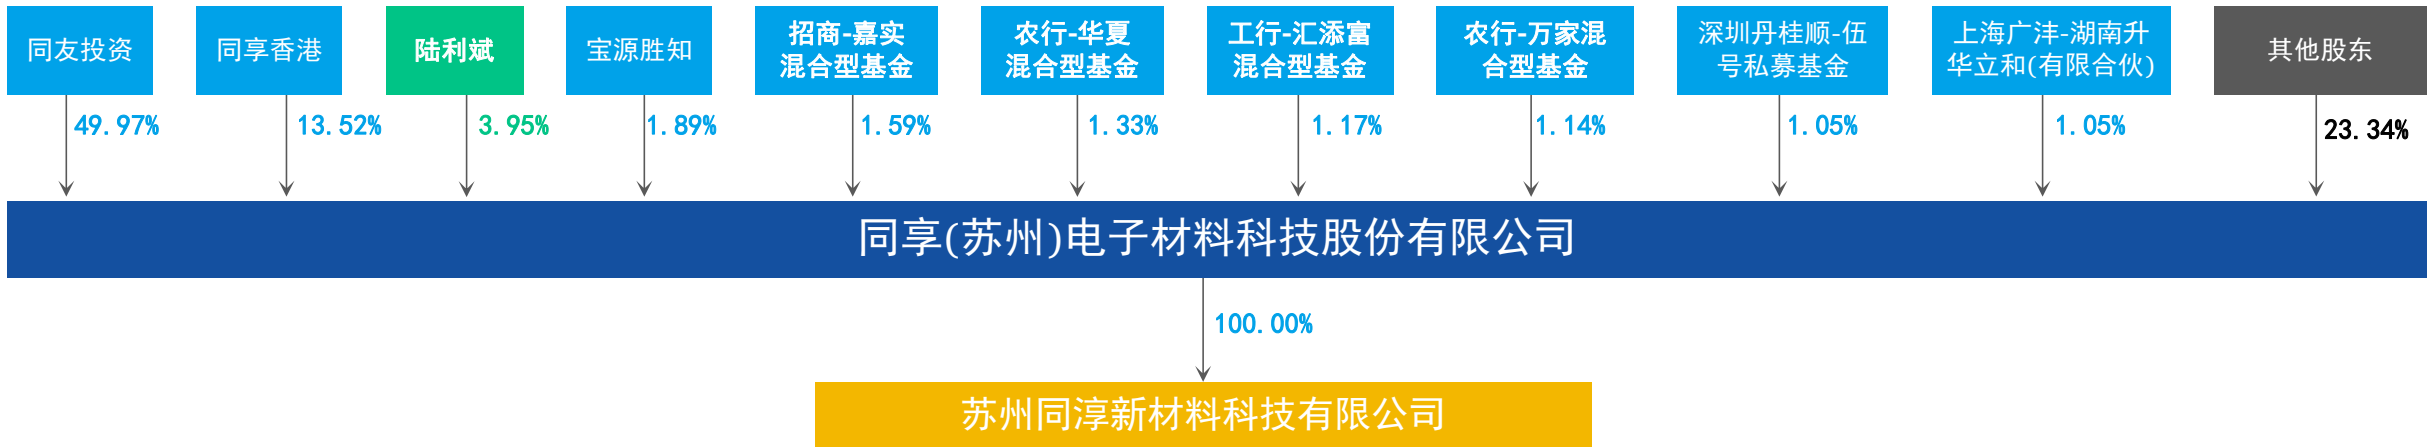 同友投资
同享香港
陆利斌
宝源胜知
招商-嘉实
混合型基金
农行-华夏
混合型基金
工行-汇添富
混合型基金
农行-万家混
合型基金
深圳丹桂顺-伍
号私募基金
上海广沣-湖南升
华立和(有限合伙)
其他股东
49.97%
13.52%
3.95%
1.89%
1.59%
1.33%
1.17%
1.14%
1.05%
1.05%
23.34%
同享(苏州)电子材料科技股份有限公司
100.00%
苏州同淳新材料科技有限公司